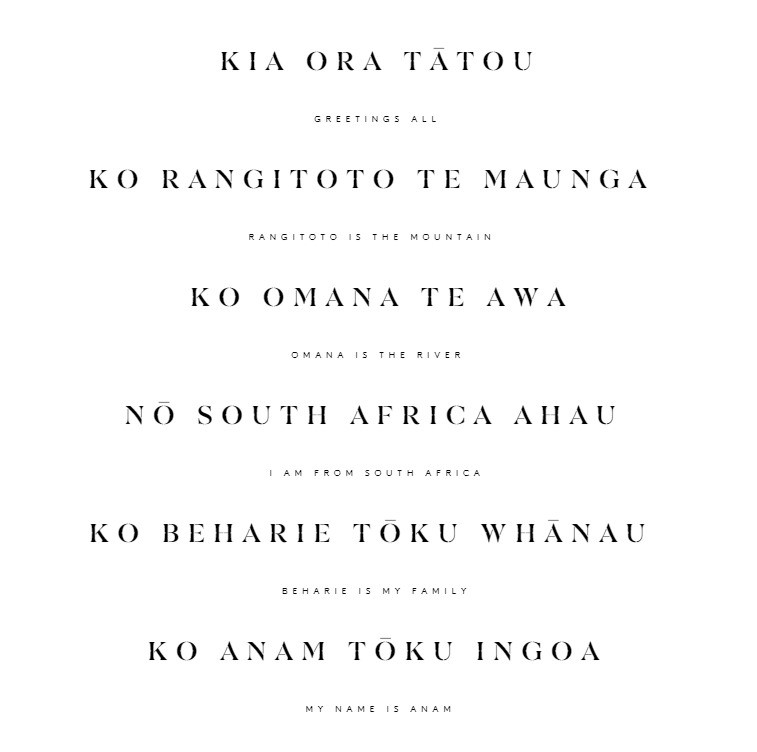 KIA ORA TĀTOU
GREETINGS ALL
KO RANGITOTO TE MAUNGA
RANGITOTO IS THE MOUNTAIN
KO OMANA TE AWA
OMANA IS THE RIVER
NŌ SOUTH AFRICA AHAU
I AM FROM SOUTH AFRICA
KO BEHARIE TŌKU WHĀNAU
BEHARIE IS MY FAMILY
KO ANAM TŌKU INGOA
MY NAME IS ANAM